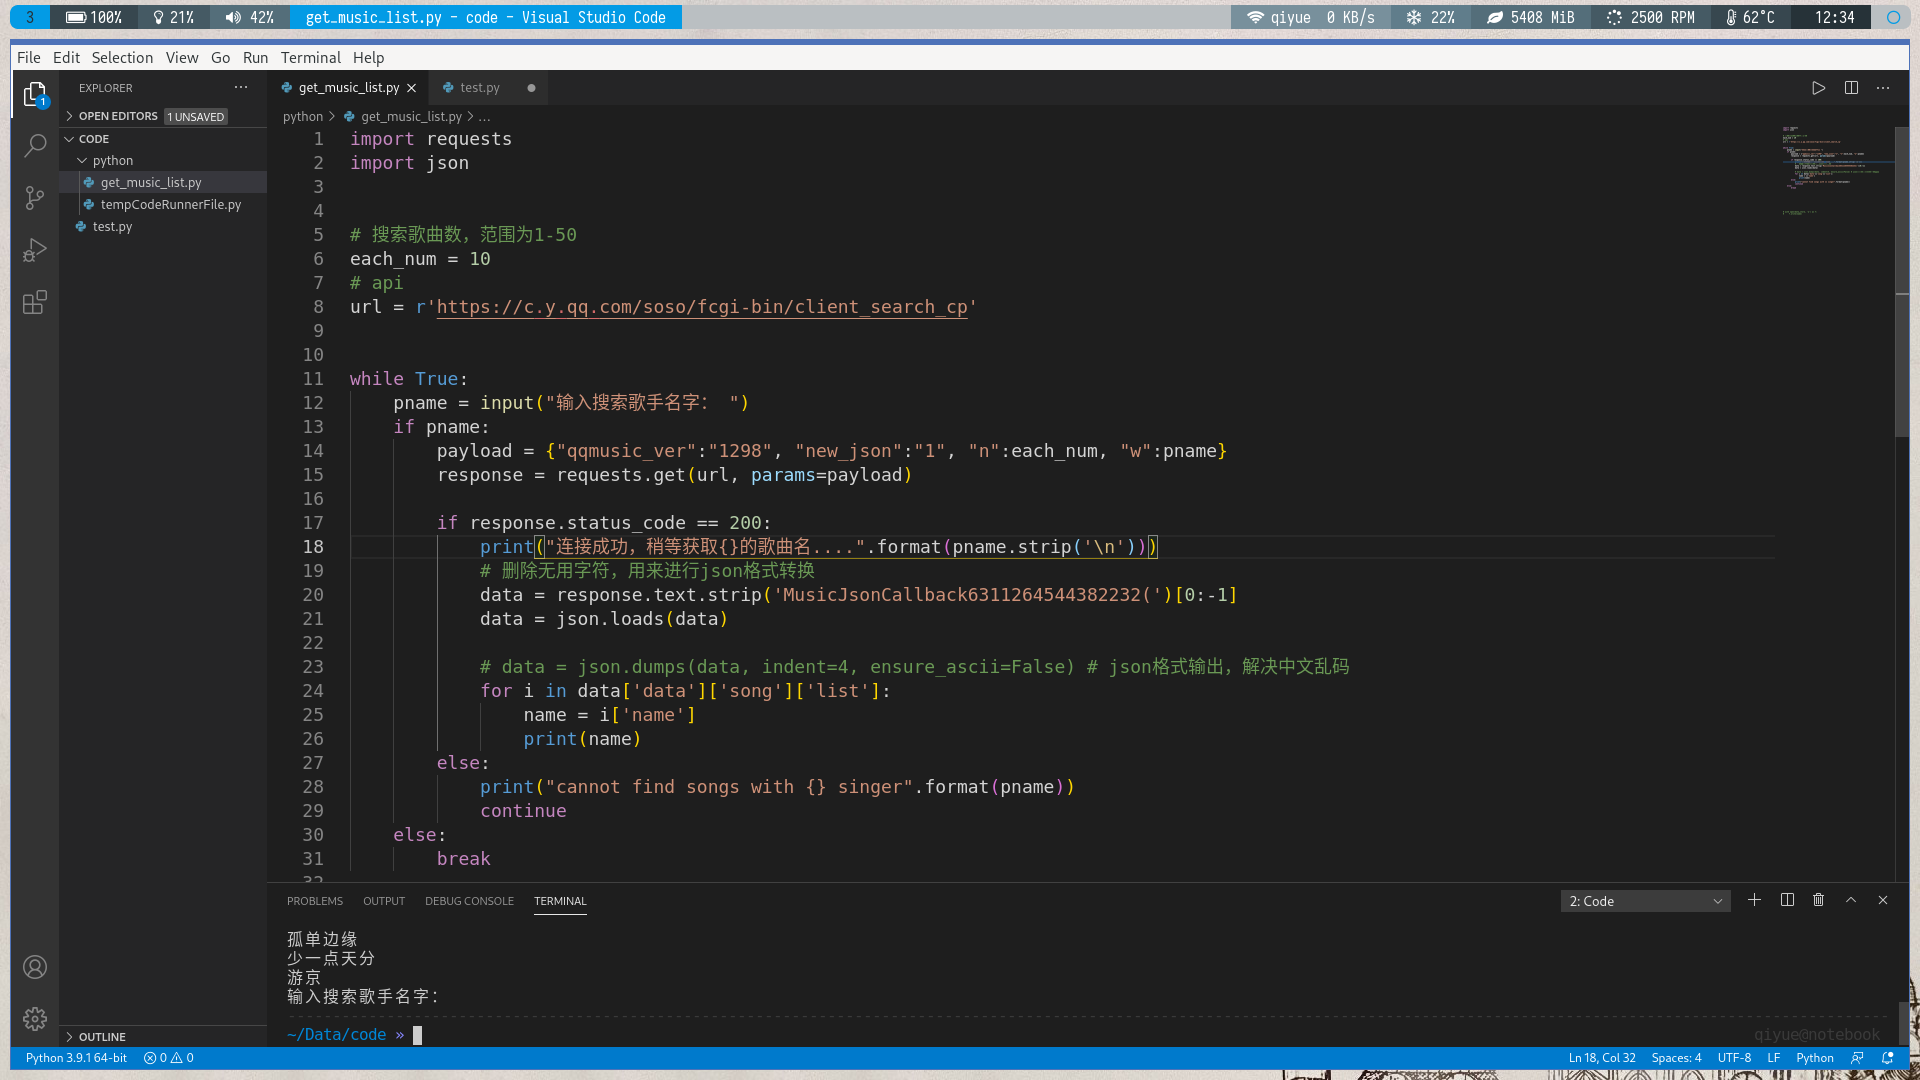 3 100% 21% 42% get_music_list.py - code - Visual Studio Code qiyue 0 KB/s 22% 5408 MiB 2500 RPM 62°C 12:34
File Edit Selection View Go Run Terminal Help
EXPLORER ...
get_music_list.py
test.py
1
OPEN EDITORS 1 UNSAVED
CODE
python
get_music_list.py
tempCodeRunnerFile.py
test.py
OUTLINE
python > get_music_list.py > ...
1 import requests
2 import json
3
4
5 # 搜索歌曲数，范围为1-50
6 each_num = 10
7 # api
8 url = r'https://c.y.qq.com/soso/fcgi-bin/client_search_cp'
9
10
11 while True:
12 pname = input("输入搜索歌手名字： ")
13 if pname:
14 payload = {"qqmusic_ver":"1298", "new_json":"1", "n":each_num, "w":pname}
15 response = requests.get(url, params=payload)
16
17 if response.status_code == 200:
18 print("连接成功，稍等获取{}的歌曲名....".format(pname.strip('\n')))
19 # 删除无用字符，用来进行json格式转换
20 data = response.text.strip('MusicJsonCallback6311264544382232(')[0:-1]
21 data = json.loads(data)
22
23 # data = json.dumps(data, indent=4, ensure_ascii=False) # json格式输出，解决中文乱码
24 for i in data['data']['song']['list']:
25 name = i['name']
26 print(name)
27 else:
28 print("cannot find songs with {} singer".format(pname))
29 continue
30 else:
31 break
32
PROBLEMS OUTPUT DEBUG CONSOLE TERMINAL 2: Code
孤单边缘
少一点天分
游京
输入搜索歌手名字：
~/Data/code » qiyue@notebook
Python 3.9.1 64-bit 0 0 Ln 18, Col 32 Spaces: 4 UTF-8 LF Python